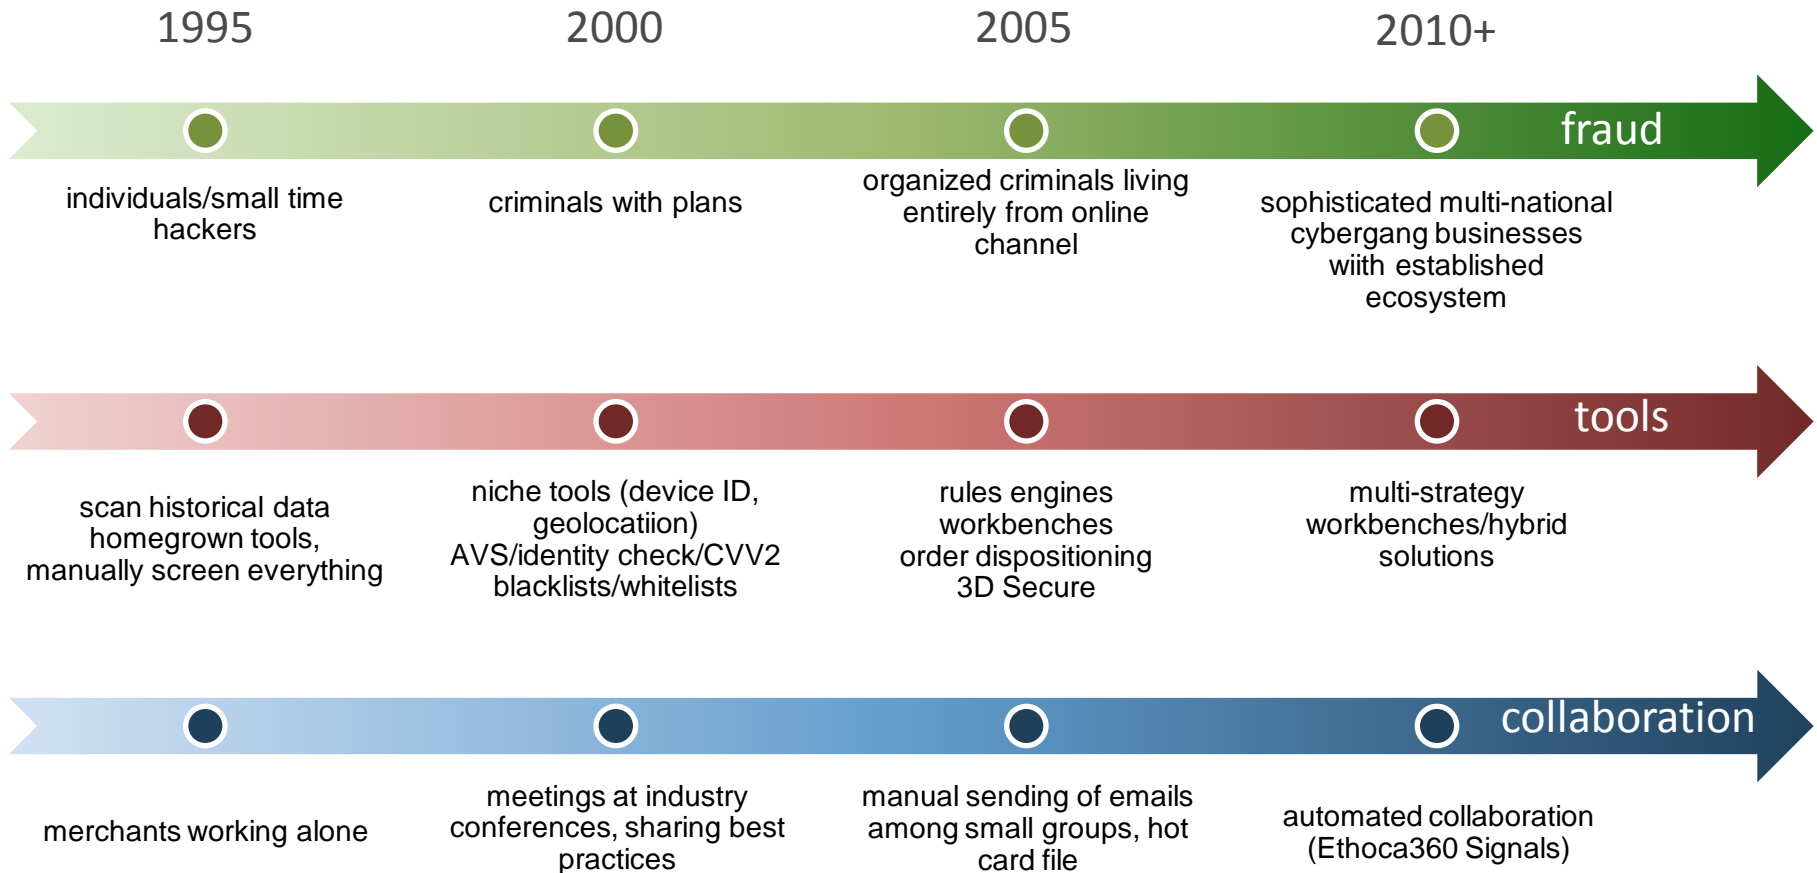 1995
2000
2005
2010+
fraud
individuals/small time
hackers
criminals with plans
organized criminals living
entirely from online
channel
sophisticated multi-national
cybergang businesses
wiith established
ecosystem
tools
scan historical data
homegrown tools,
manually screen everything
niche tools (device ID,
geolocatiion)
AVS/identity check/CVV2
blacklists/whitelists
rules engines
workbenches
order dispositioning
3D Secure
multi-strategy
workbenches/hybrid
solutions
collaboration
merchants working alone
meetings at industry
conferences, sharing best
practices
manual sending of emails
among small groups, hot
card file
automated collaboration
(Ethoca360 Signals)